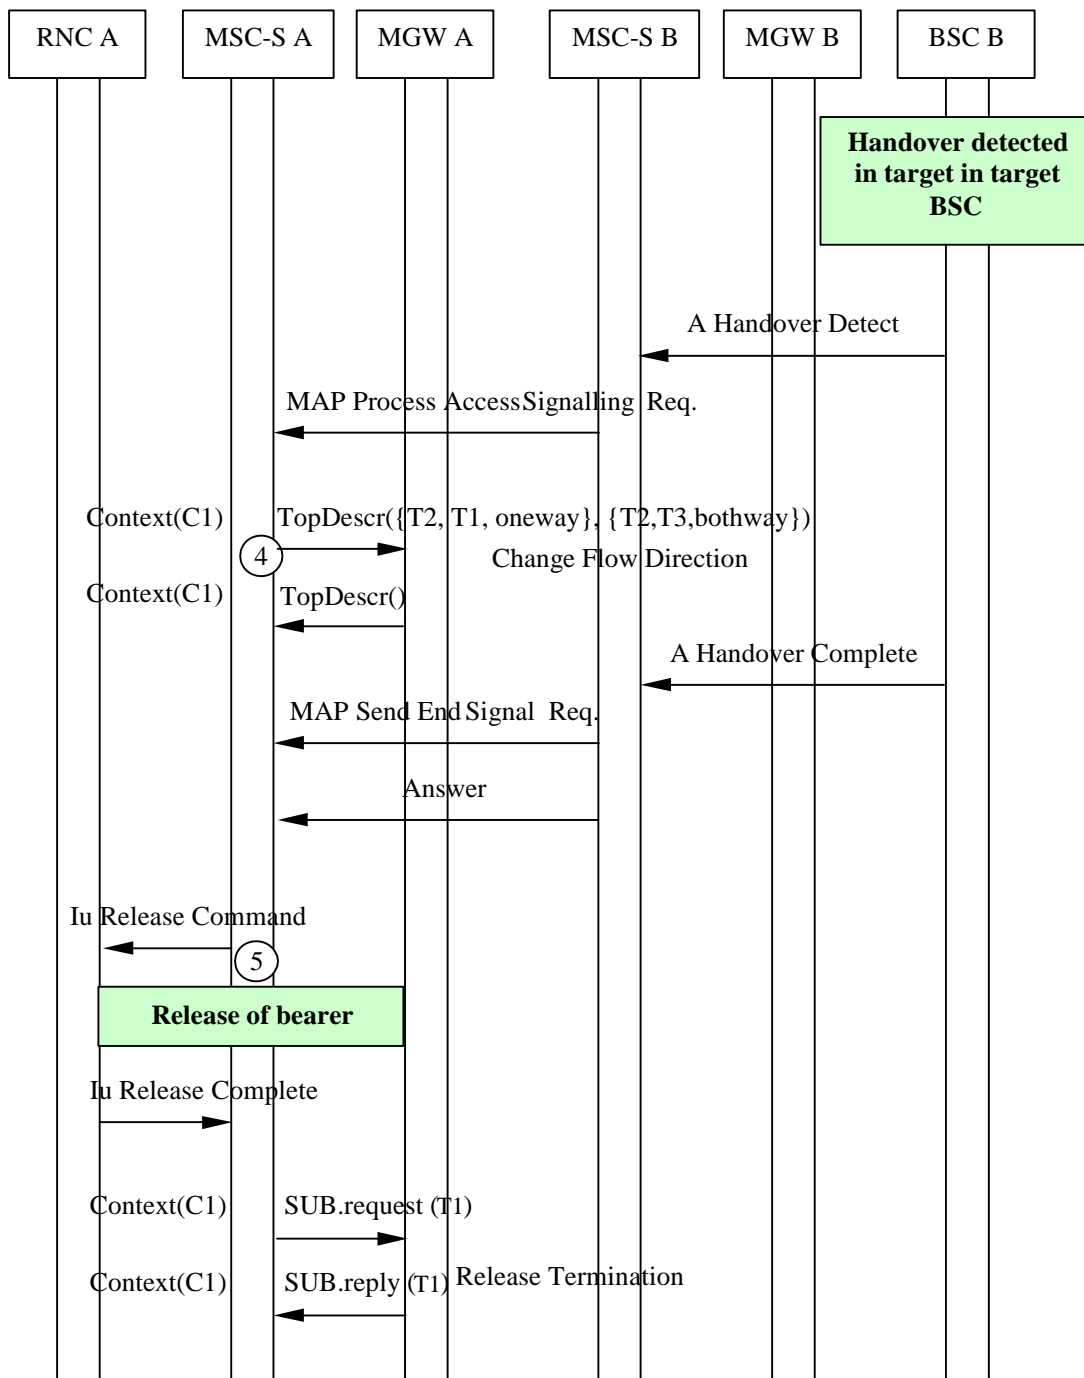 RNC A
MSC-S A
MGW A
MSC-S B
MGW B
BSC B
Handover detected
in target in target
BSC
A Handover Detect
MAP Process Access Signalling Req.
Context(C1) TopDescr({T2, T1, oneway}, {T2,T3,bothway})
4
Change Flow Direction
Context(C1) TopDescr()
A Handover Complete
MAP Send End Signal Req.
Answer
Iu Release Command
5
Release of bearer
Iu Release Complete
Context(C1) SUB.request (T1)
Context(C1) SUB.reply (T1) Release Termination